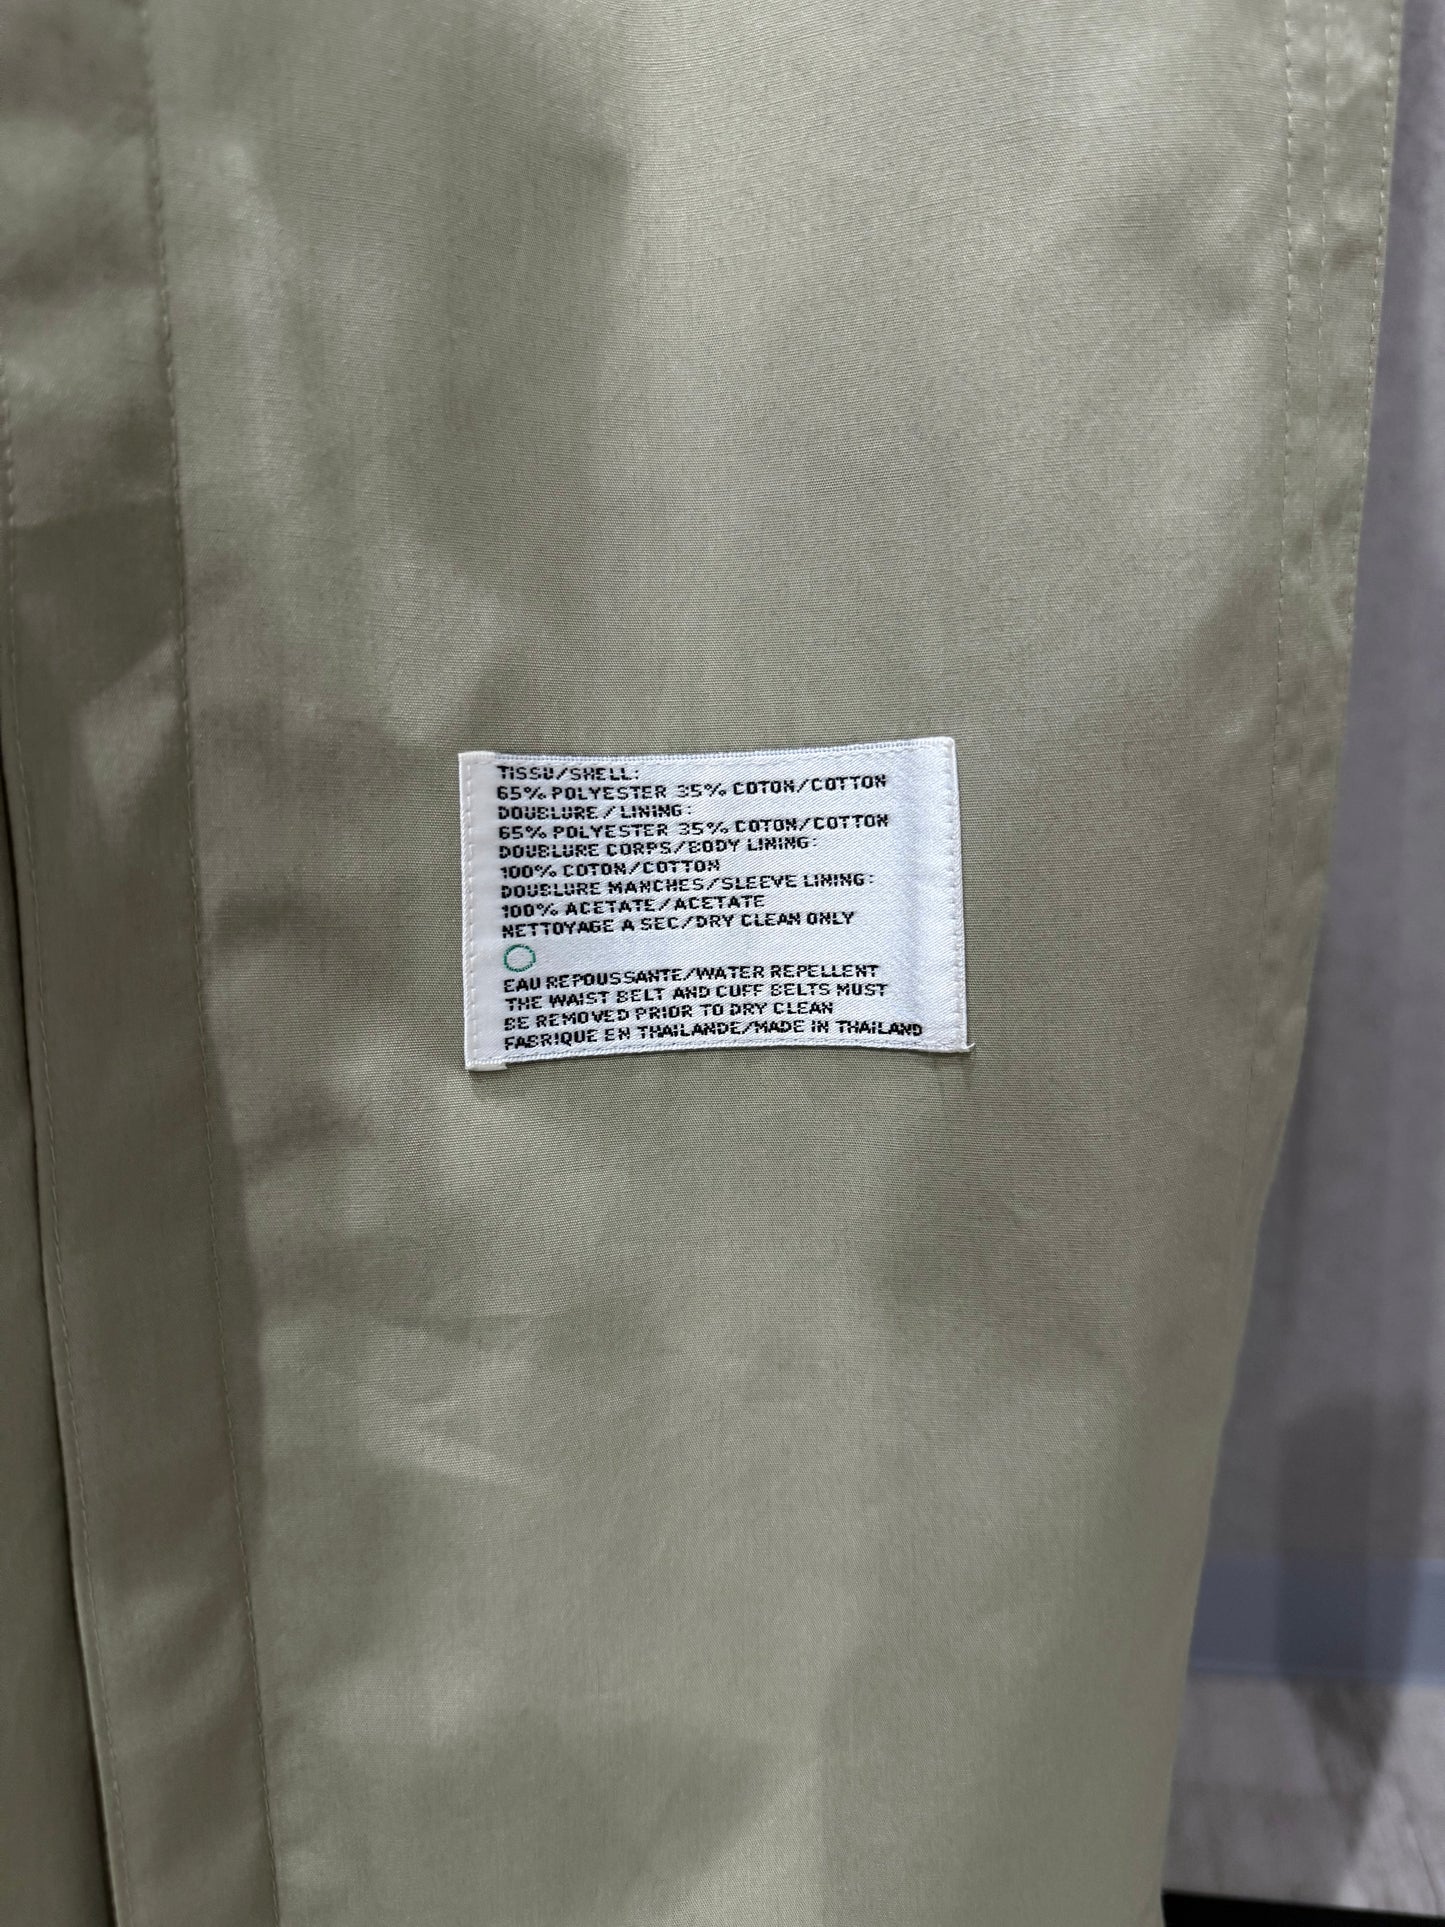 TISSU/SHELL:
65% POLYESTER 35% COTON/COTTON
DOUBLURE / LINING:
65% POLYESTER 35% COTON/COTTON
DOUBLURE CORPS/BODY LINING:
100% COTON/COTTON
DOUBLURE MANCHES/SLEEVE LINING:
100% ACETATE/ACETATE
NETTOYAGE A SEC/DRY CLEAN ONLY
EAU REPOUSSANTE/WATER REPELLENT
THE WAIST BELT AND CUFF BELTS MUST
BE REMOVED PRIOR TO DRY CLEAN
FABRIQUE EN THAILANDE/MADE IN THAILAND